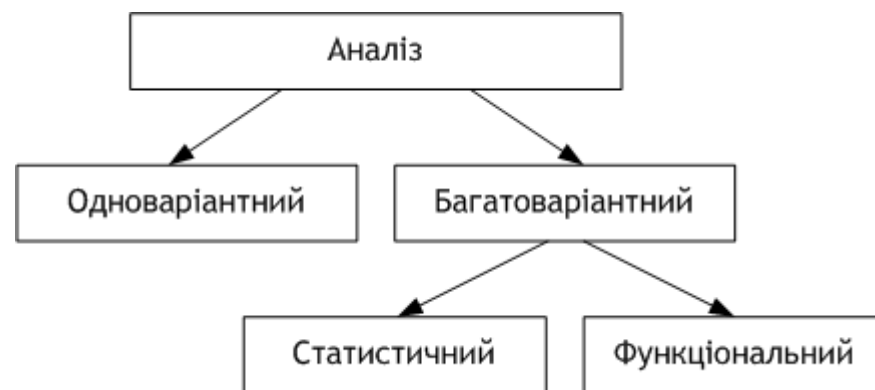 Аналіз
Одноваріантний
Багатоваріантний
Статистичний
Функціональний